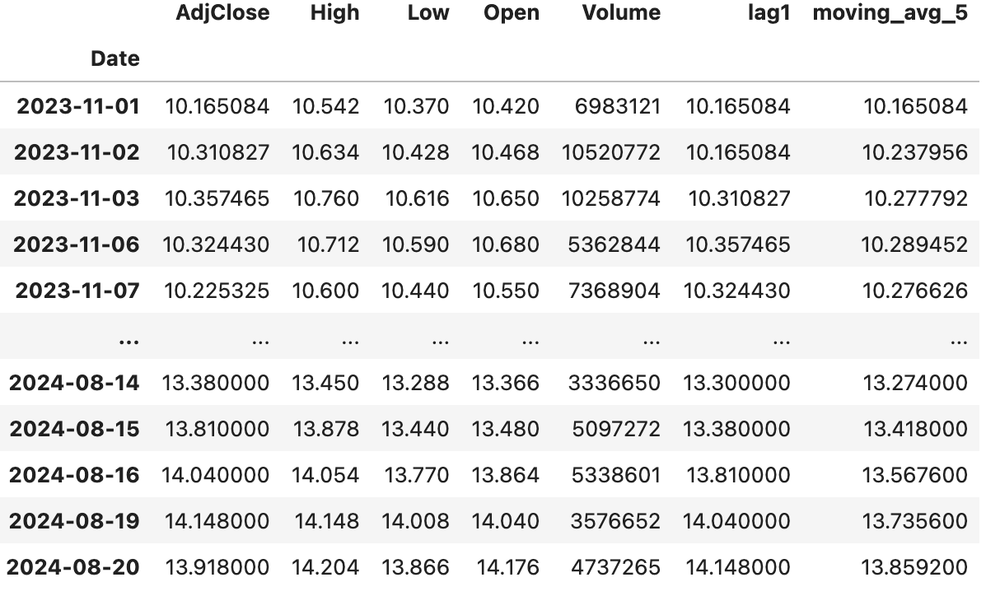 AdjClose High Low Open Volume lag1 moving_avg_5
Date
2023-11-01 10.165084 10.542 10.370 10.420 6983121 10.165084 10.165084
2023-11-02 10.310827 10.634 10.428 10.468 10520772 10.165084 10.237956
2023-11-03 10.357465 10.760 10.616 10.650 10258774 10.310827 10.277792
2023-11-06 10.324430 10.712 10.590 10.680 5362844 10.357465 10.289452
2023-11-07 10.225325 10.600 10.440 10.550 7368904 10.324430 10.276626
... ... ... ... ... ... ... ...
2024-08-14 13.380000 13.450 13.288 13.366 3336650 13.300000 13.274000
2024-08-15 13.810000 13.878 13.440 13.480 5097272 13.380000 13.418000
2024-08-16 14.040000 14.054 13.770 13.864 5338601 13.810000 13.567600
2024-08-19 14.148000 14.148 14.008 14.040 3576652 14.040000 13.735600
2024-08-20 13.918000 14.204 13.866 14.176 4737265 14.148000 13.859200